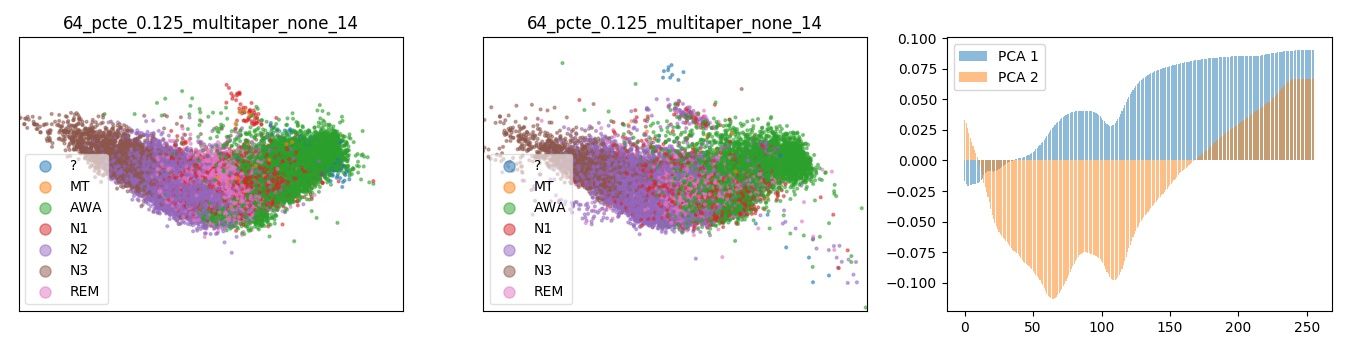 64_pcte_0.125_multitaper_none_14
?
MT
AWA
N1
N2
N3
REM
64_pcte_0.125_multitaper_none_14
?
MT
AWA
N1
N2
N3
REM
PCA 1
PCA 2
0.100
0.075
0.050
0.025
0.000
−0.025
−0.050
−0.075
−0.100
0
50
100
150
200
250